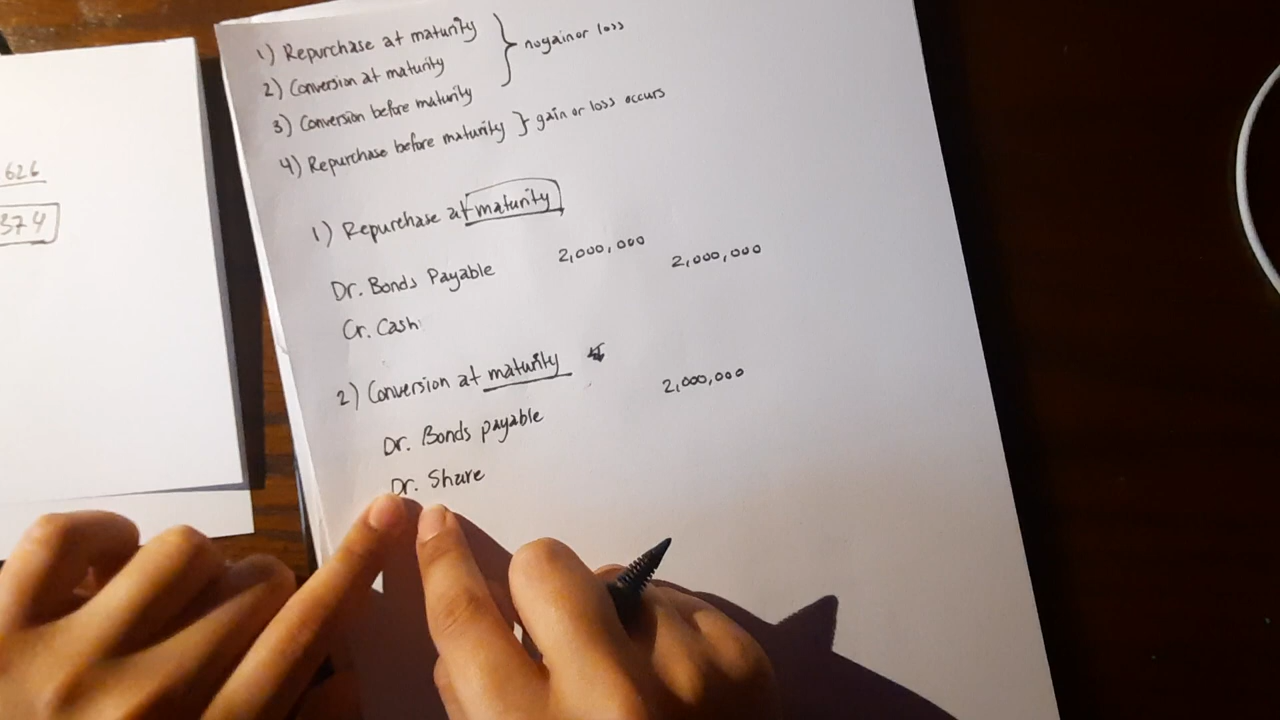 626
374
1) Repurchase at maturity
2) Conversion at maturity
no gain or loss
3) Conversion before maturity
4) Repurchase before maturity } gain or loss occurs
1) Repurchase at maturity
Dr. Bonds Payable 2,000,000
Cr. Cash 2,000,000
2) Conversion at maturity
Dr. Bonds payable 2,000,000
Dr. Share